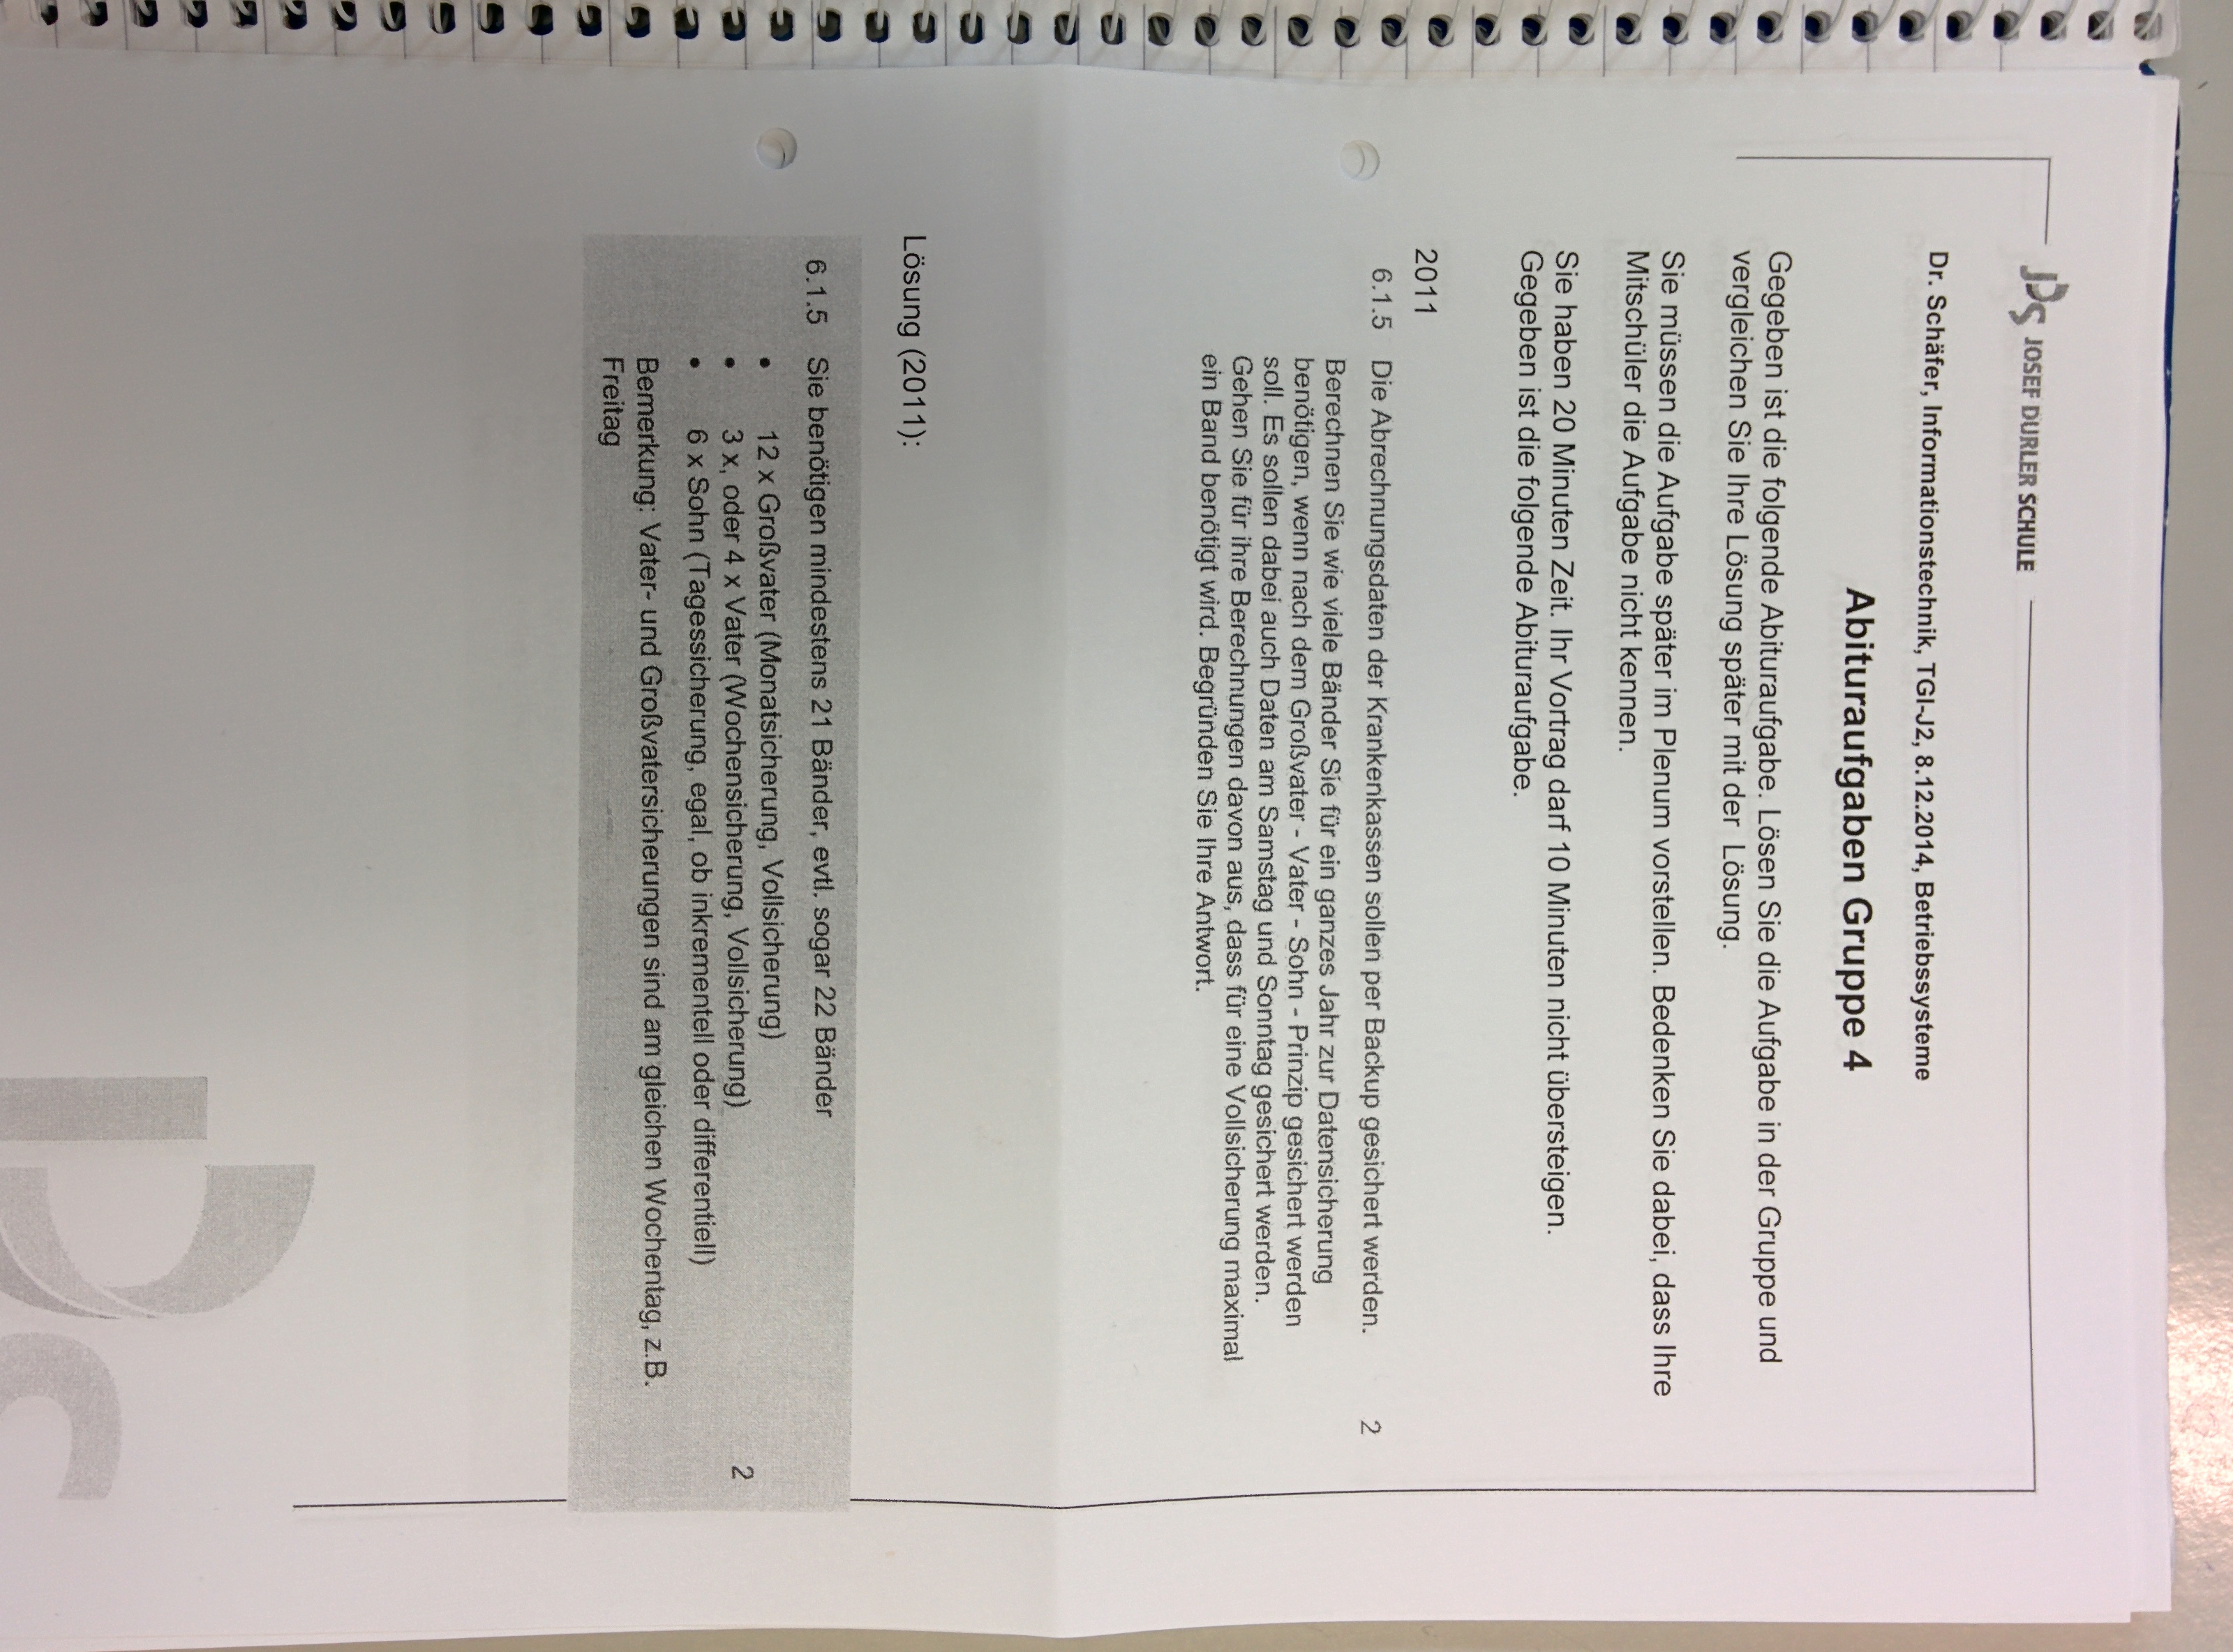 JDS JOSEF DURLER SCHULE
Dr. Schäfer, Informationstechnik, TGI-J2, 8.12.2014, Betriebssysteme
Abituraufgaben Gruppe 4
Gegeben ist die folgende Abituraufgabe. Lösen Sie die Aufgabe in der Gruppe und
vergleichen Sie Ihre Lösung später mit der Lösung.
Sie müssen die Aufgabe später im Plenum vorstellen. Bedenken Sie dabei, dass Ihre
Mitschüler die Aufgabe nicht kennen.
Sie haben 20 Minuten Zeit. Ihr Vortrag darf 10 Minuten nicht übersteigen.
Gegeben ist die folgende Abituraufgabe.
2011
6.1.5 Die Abrechnungsdaten der Krankenkassen sollen per Backup gesichert werden. 2
Berechnen Sie wie viele Bänder Sie für ein ganzes Jahr zur Datensicherung
benötigen, wenn nach dem Großvater - Vater - Sohn - Prinzip gesichert werden
soll. Es sollen dabei auch Daten am Samstag und Sonntag gesichert werden.
Gehen Sie für ihre Berechnungen davon aus, dass für eine Vollsicherung maximal
ein Band benötigt wird. Begründen Sie Ihre Antwort.
Lösung (2011):
6.1.5 Sie benötigen mindestens 21 Bänder, evtl. sogar 22 Bänder
• 12 x Großvater (Monatsicherung, Vollsicherung)
• 3 x, oder 4 x Vater (Wochensicherung, Vollsicherung) 2
• 6 x Sohn (Tagessicherung, egal, ob inkrementell oder differentiell)
Bemerkung: Vater- und Großvatersicherungen sind am gleichen Wochentag, z.B.
Freitag
JDS